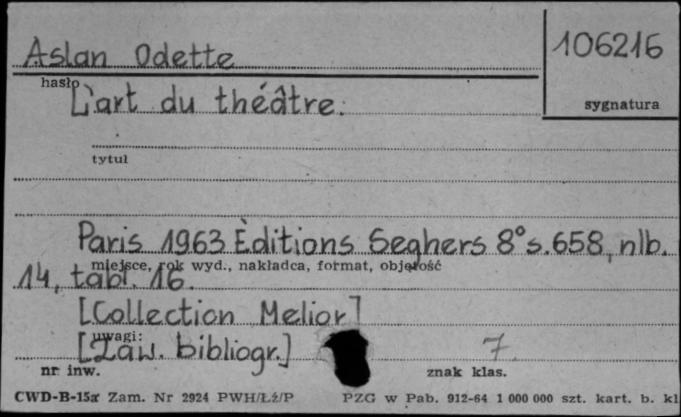 Aslan Odette
106216
hasło
L'art du théâtre.
sygnatura
tytuł
Paris 1963 Èditions Seghers 8° s. 658, nlb.
miejsce, rok wyd., nakładca, format, objętość
14, tabl. 16.
[Collection Melior]
uwagi:
[Zaw. bibliogr.]
7.
nr inw.
znak klas.
CWD-B-15a Zam. Nr 2924 PWH/Łź/P PZG w Pab. 912-64 1 000 000 szt. kart. b. kl